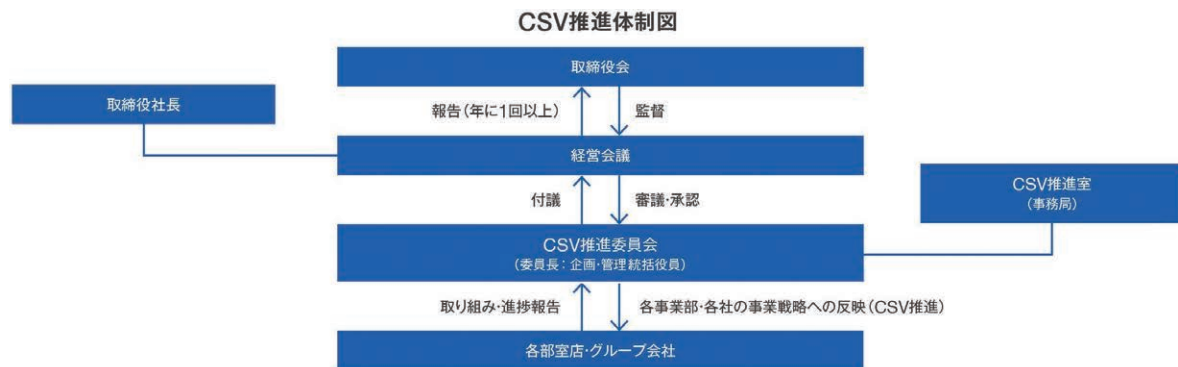 CSV推進体制図
取締役会
取締役社長
報告（年に1回以上）
監督
経営会議
CSV推進室
（事務局）
付議
審議・承認
CSV推進委員会
（委員長：企画・管理統括役員）
取り組み・進捗報告
各事業部・各社の事業戦略への反映（CSV推進）
各部室店・グループ会社